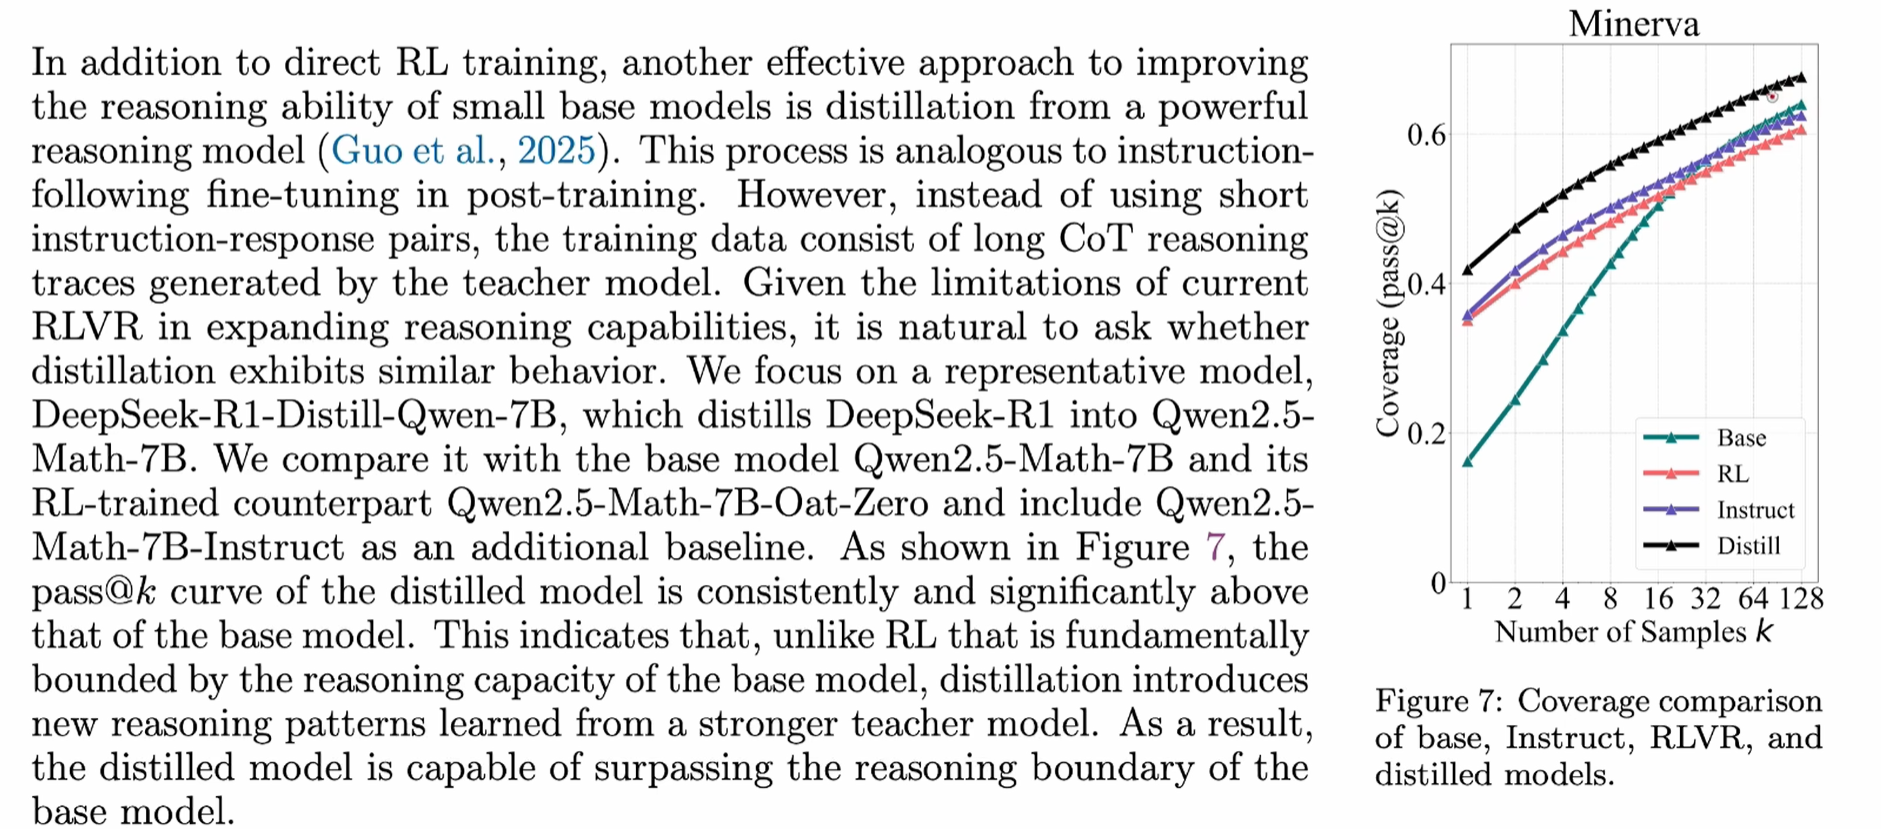 In addition to direct RL training, another effective approach to improving
the reasoning ability of small base models is distillation from a powerful
reasoning model (Guo et al., 2025). This process is analogous to instruction-
following fine-tuning in post-training. However, instead of using short
instruction-response pairs, the training data consist of long CoT reasoning
traces generated by the teacher model. Given the limitations of current
RLVR in expanding reasoning capabilities, it is natural to ask whether
distillation exhibits similar behavior. We focus on a representative model,
DeepSeek-R1-Distill-Qwen-7B, which distills DeepSeek-R1 into Qwen2.5-
Math-7B. We compare it with the base model Qwen2.5-Math-7B and its
RL-trained counterpart Qwen2.5-Math-7B-Oat-Zero and include Qwen2.5-
Math-7B-Instruct as an additional baseline. As shown in Figure 7, the
pass@k curve of the distilled model is consistently and significantly above
that of the base model. This indicates that, unlike RL that is fundamentally
bounded by the reasoning capacity of the base model, distillation introduces
new reasoning patterns learned from a stronger teacher model. As a result,
the distilled model is capable of surpassing the reasoning boundary of the
base model.
Minerva
Coverage (pass@k)
0.6
0.4
0.2
0
Base
RL
Instruct
Distill
1 2 4 8 16 32 64 128
Number of Samples k
Figure 7: Coverage comparison
of base, Instruct, RLVR, and
distilled models.